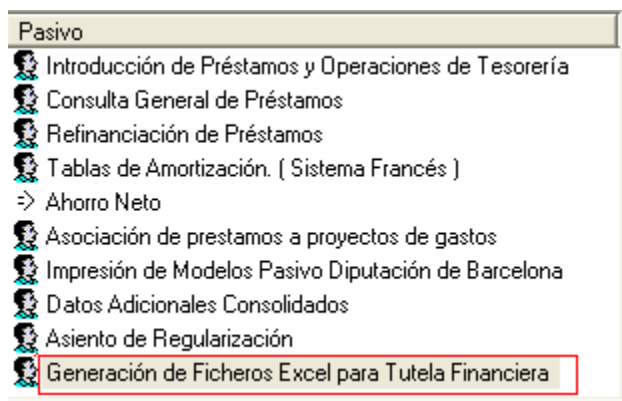 Pasivo
Introducción de Préstamos y Operaciones de Tesorería
Consulta General de Préstamos
Refinanciación de Préstamos
Tablas de Amortización. ( Sistema Francés )
Ahorro Neto
Asociación de prestamos a proyectos de gastos
Impresión de Modelos Pasivo Diputación de Barcelona
Datos Adicionales Consolidados
Asiento de Regularización
Generación de Ficheros Excel para Tutela Financiera